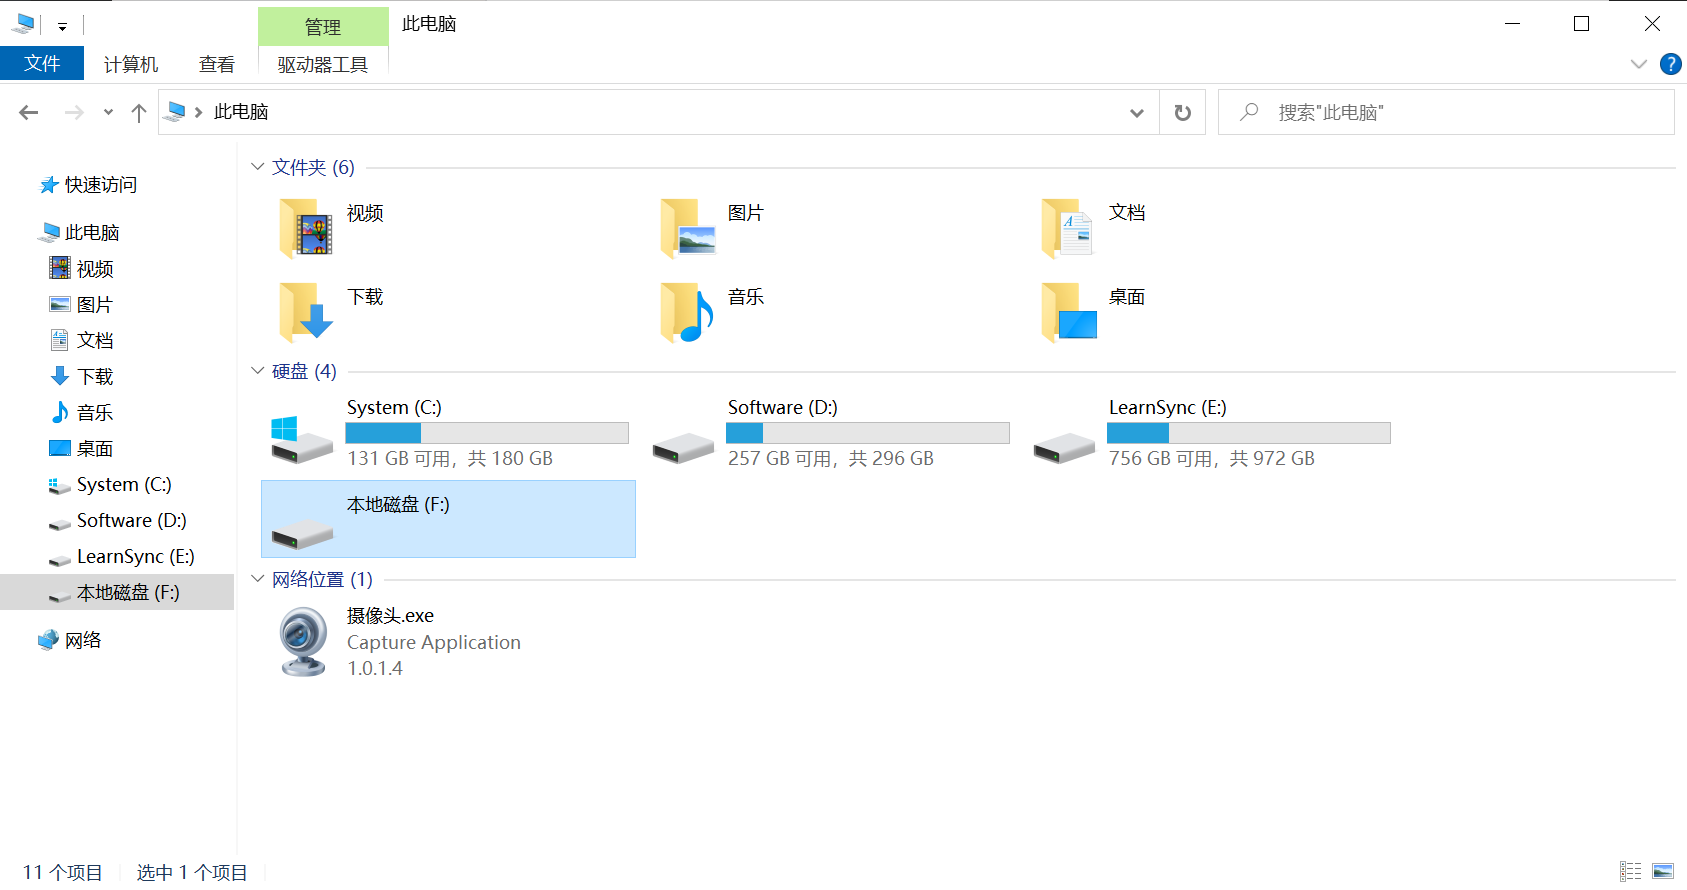 管理
此电脑
文件
计算机
查看
驱动器工具
?
此电脑
搜索"此电脑"
快速访问
此电脑
视频
图片
文档
下载
音乐
桌面
System (C:)
Software (D:)
LearnSync (E:)
本地磁盘 (F:)
网络
文件夹 (6)
视频
图片
文档
下载
音乐
桌面
硬盘 (4)
System (C:)
131 GB 可用，共 180 GB
Software (D:)
257 GB 可用，共 296 GB
LearnSync (E:)
756 GB 可用，共 972 GB
本地磁盘 (F:)
网络位置 (1)
摄像头.exe
Capture Application
1.0.1.4
11 个项目
选中 1 个项目